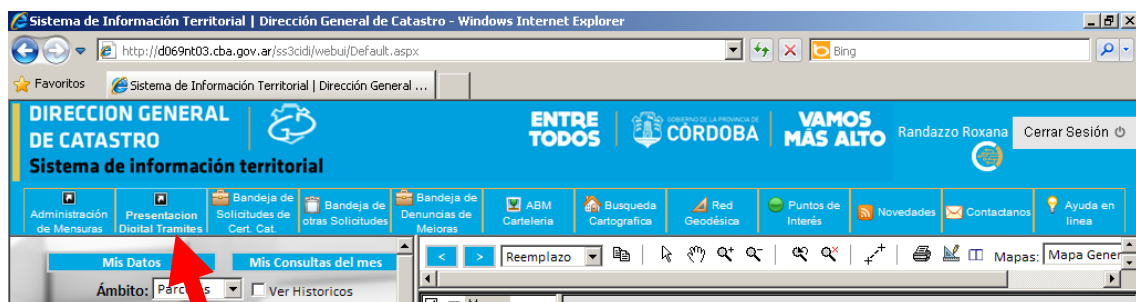 Sistema de Información Territorial | Dirección General de Catastro - Windows Internet Explorer
http://d069nt03.cba.gov.ar/ss3cidi/webui/Default.aspx
Bing
Favoritos
Sistema de Información Territorial | Dirección General ...
DIRECCION GENERAL
DE CATASTRO
Sistema de información territorial
ENTRE
TODOS
GOBIERNO DE LA PROVINCIA DE
CÓRDOBA
VAMOS
MÁS ALTO
Randazzo Roxana
Cerrar Sesión
Administración
de Mensuras
Presentacion
Digital Tramites
Bandeja de
Solicitudes de
Cert. Cat.
Bandeja de
otras Solicitudes
Bandeja de
Denuncias de
Mejoras
ABM
Carteleria
Busqueda
Cartografica
Red
Geodésica
Puntos de
Interés
Novedades
Contactanos
Ayuda en
linea
Mis Datos
Mis Consultas del mes
< >
Reemplazo
Mapas:
Mapa Gener
Ámbito:
Ver Historicos